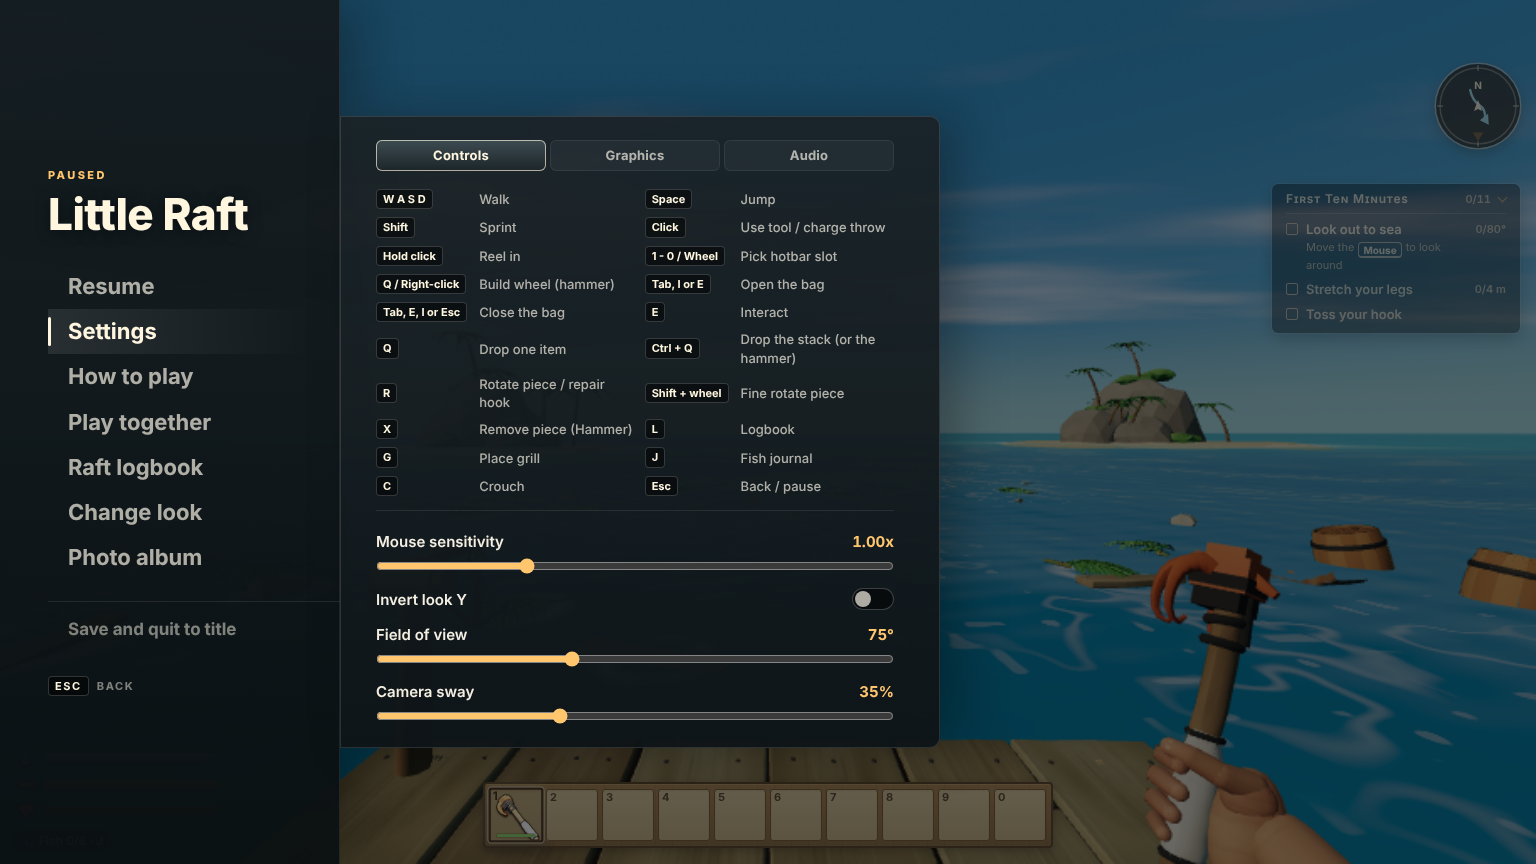 PAUSED
Little Raft
Resume
Settings
How to play
Play together
Raft logbook
Change look
Photo album
Save and quit to title
ESC BACK
Controls Graphics Audio
W A S D Walk Space Jump
Shift Sprint Click Use tool / charge throw
Hold click Reel in 1 - 0 / Wheel Pick hotbar slot
Q / Right-click Build wheel (hammer) Tab, I or E Open the bag
Tab, E, I or Esc Close the bag E Interact
Q Drop one item Ctrl + Q Drop the stack (or the
hammer)
R Rotate piece / repair
hook Shift + wheel Fine rotate piece
X Remove piece (Hammer) L Logbook
G Place grill J Fish journal
C Crouch Esc Back / pause
Mouse sensitivity 1.00x
Invert look Y
Field of view 75°
Camera sway 35%
N
First Ten Minutes 0/11
Look out to sea 0/80°
Move the Mouse to look
around
Stretch your legs 0/4 m
Toss your hook
1 2 3 4 5 6 7 8 9 0